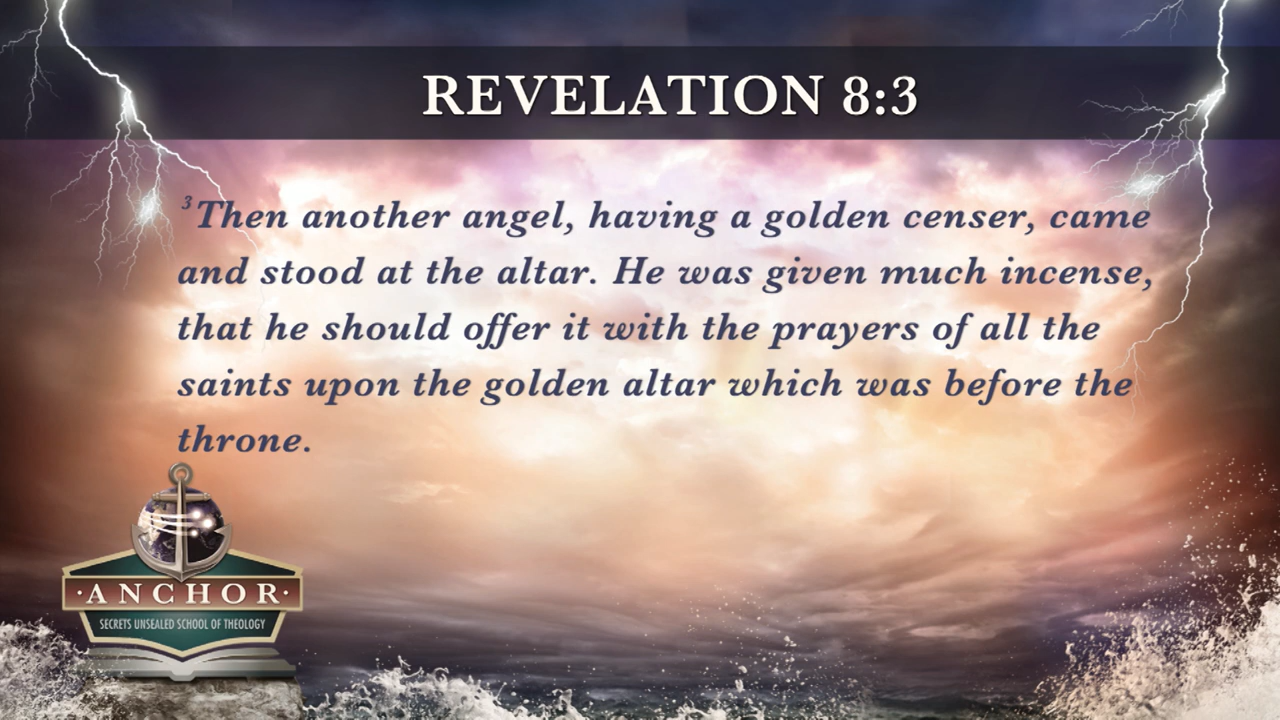 REVELATION 8:3
³Then another angel, having a golden censer, came
and stood at the altar. He was given much incense,
that he should offer it with the prayers of all the
saints upon the golden altar which was before the
throne.
·ANCHOR·
SECRETS UNSEALED SCHOOL OF THEOLOGY